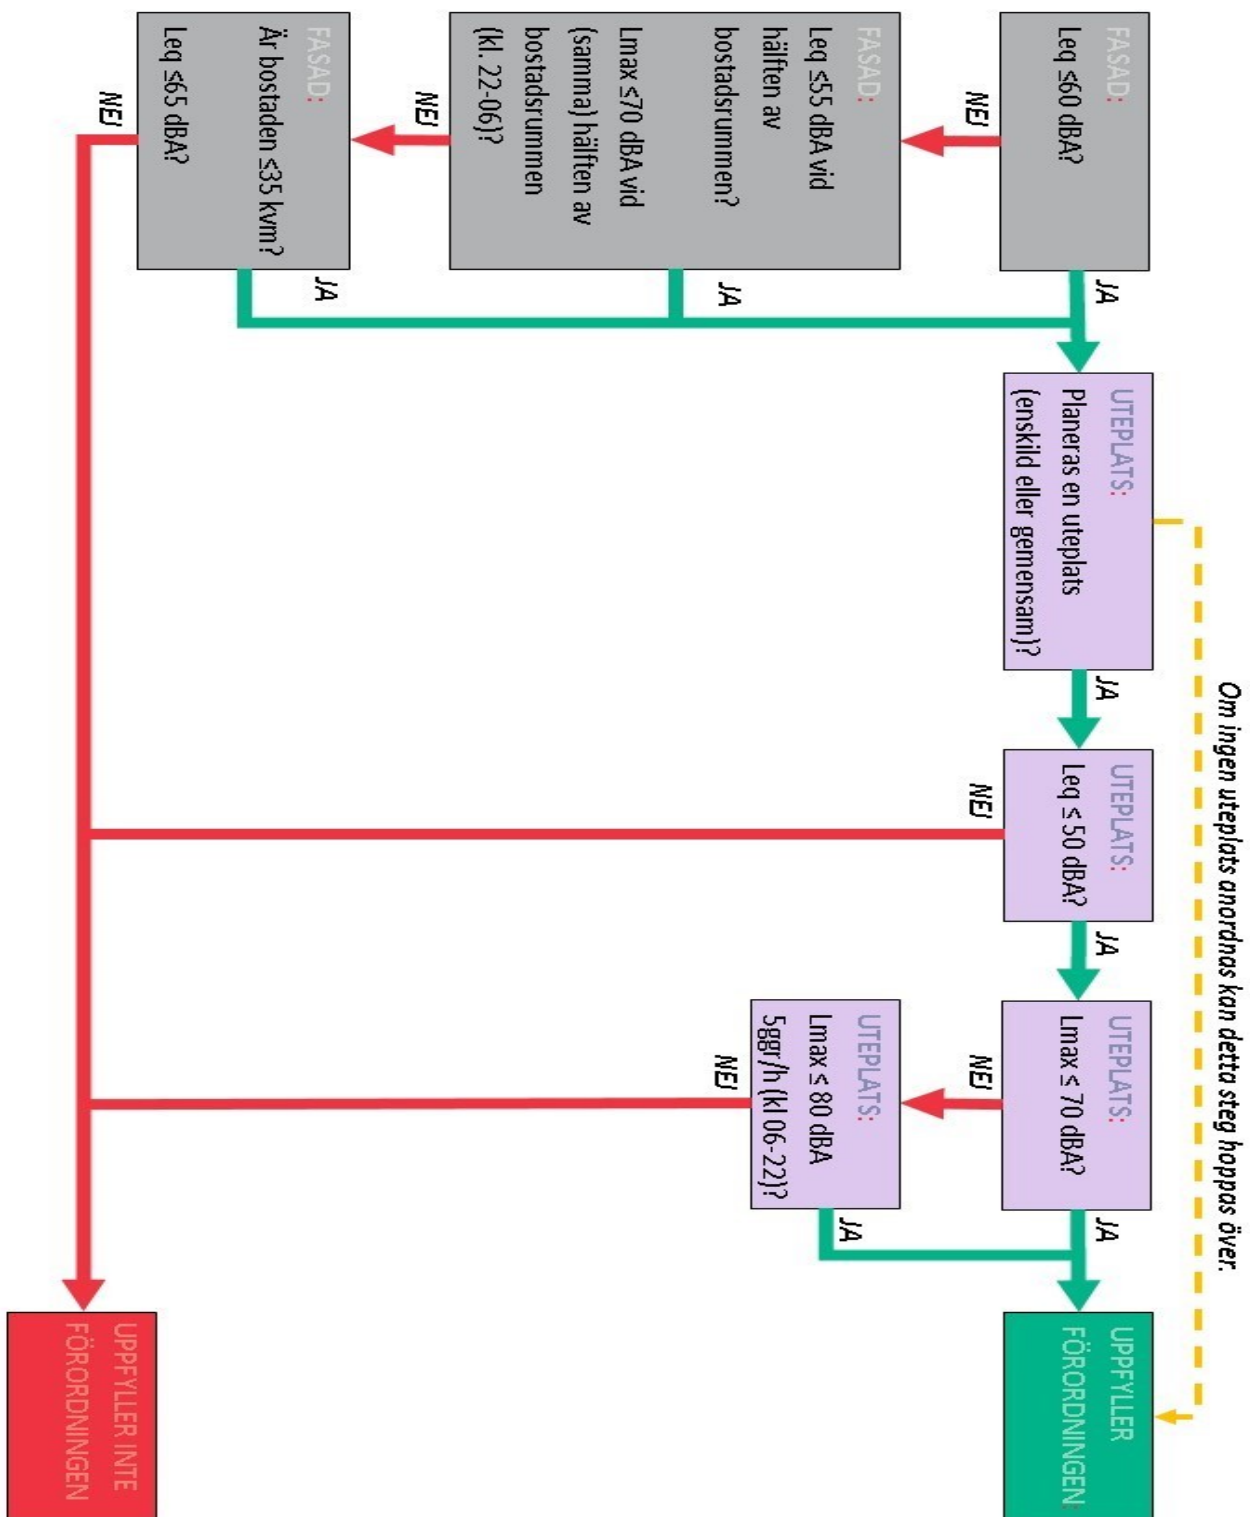 Om ingen uteplats anordnas kan detta steg hoppas över.
FASAD:
Leq ≤60 dBA?
JA
NEJ
UTEPLATS:
Planeras en uteplats
(enskild eller gemensam)?
JA
UTEPLATS:
Leq ≤ 50 dBA?
JA
NEJ
UTEPLATS:
Lmax ≤ 70 dBA?
JA
NEJ
UPPFYLLER
FÖRORDNINGEN
FASAD:
Leq ≤55 dBA vid
hälften av
bostadsrummen?
Lmax ≤70 dBA vid
(samma) hälften av
bostadsrummen
(kl. 22-06)?
JA
NEJ
UTEPLATS:
Lmax ≤ 80 dBA
5ggr/h (kl 06-22)?
JA
NEJ
FASAD:
Är bostaden ≤35 kvm?
Leq ≤65 dBA?
JA
NEJ
UPPFYLLER INTE
FÖRORDNINGEN